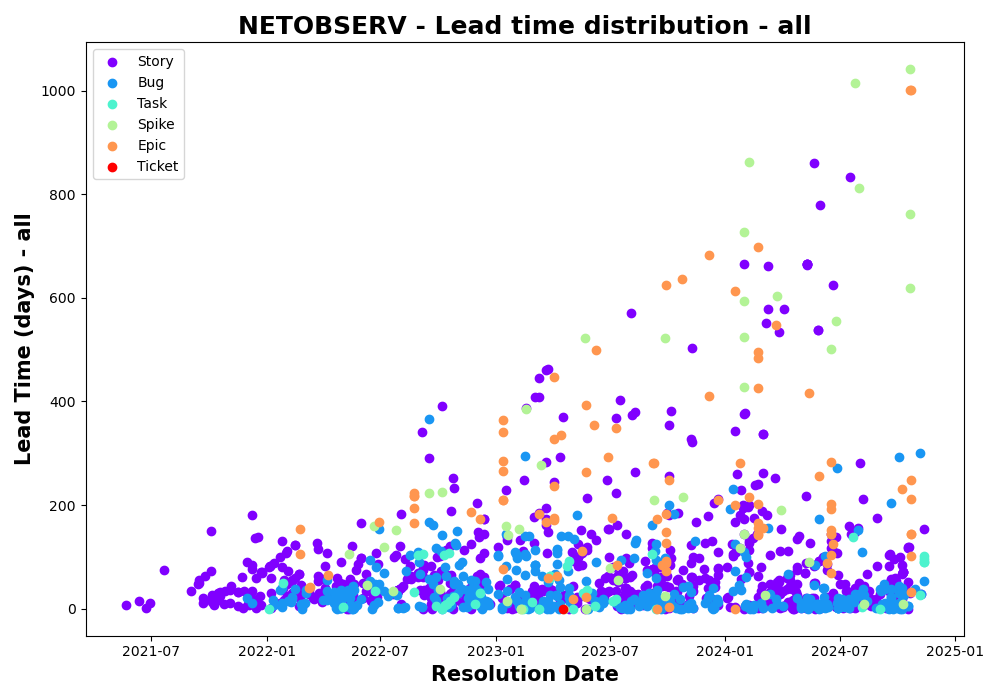 NETOBSERV - Lead time distribution - all
Story
Bug
Task
Spike
Epic
Ticket
Lead Time (days) - all
1000
800
600
400
200
0
2021-07
2022-01
2022-07
2023-01
2023-07
2024-01
2024-07
2025-01
Resolution Date